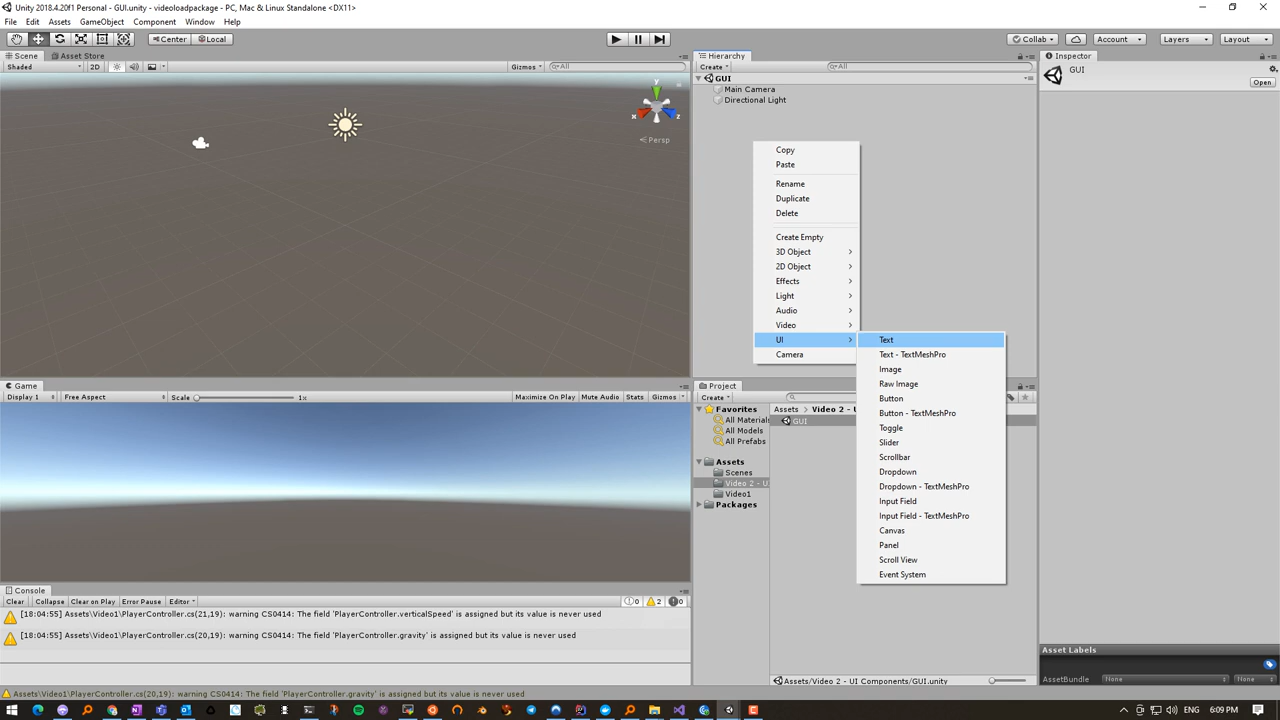 Unity 2018.4.20f1 Personal - GUI.unity - videoloadpackage - PC, Mac & Linux Standalone <DX11>
File Edit Assets GameObject Component Window Help
Center Local Collab Account Layers Layout
Scene Asset Store
Shaded 2D Gizmos All
y
x z
Persp
Hierarchy
Create All
GUI
Main Camera
Directional Light
Copy
Paste
Rename
Duplicate
Delete
Create Empty
3D Object
2D Object
Effects
Light
Audio
Video
UI
Camera
Text
Text - TextMeshPro
Image
Raw Image
Button
Button - TextMeshPro
Toggle
Slider
Scrollbar
Dropdown
Dropdown - TextMeshPro
Input Field
Input Field - TextMeshPro
Canvas
Panel
Scroll View
Event System
Inspector
GUI
Open
Game
Display 1 Free Aspect Scale 1x Maximize On Play Mute Audio Stats Gizmos
Project
Create
Favorites
All Materials
All Models
All Prefabs
Assets
Scenes
Video 2 - U
Video1
Packages
Assets > Video 2 - U
GUI
Assets/Video 2 - UI Components/GUI.unity
Console
Clear Collapse Clear on Play Error Pause Editor 0 2 0
[18:04:55] Assets\Video1\PlayerController.cs(21,19): warning CS0414: The field 'PlayerController.verticalSpeed' is assigned but its value is never used
[18:04:55] Assets\Video1\PlayerController.cs(20,19): warning CS0414: The field 'PlayerController.gravity' is assigned but its value is never used
Asset Labels
AssetBundle None None
Assets\Video1\PlayerController.cs(20,19): warning CS0414: The field 'PlayerController.gravity' is assigned but its value is never used
ENG 6:09 PM